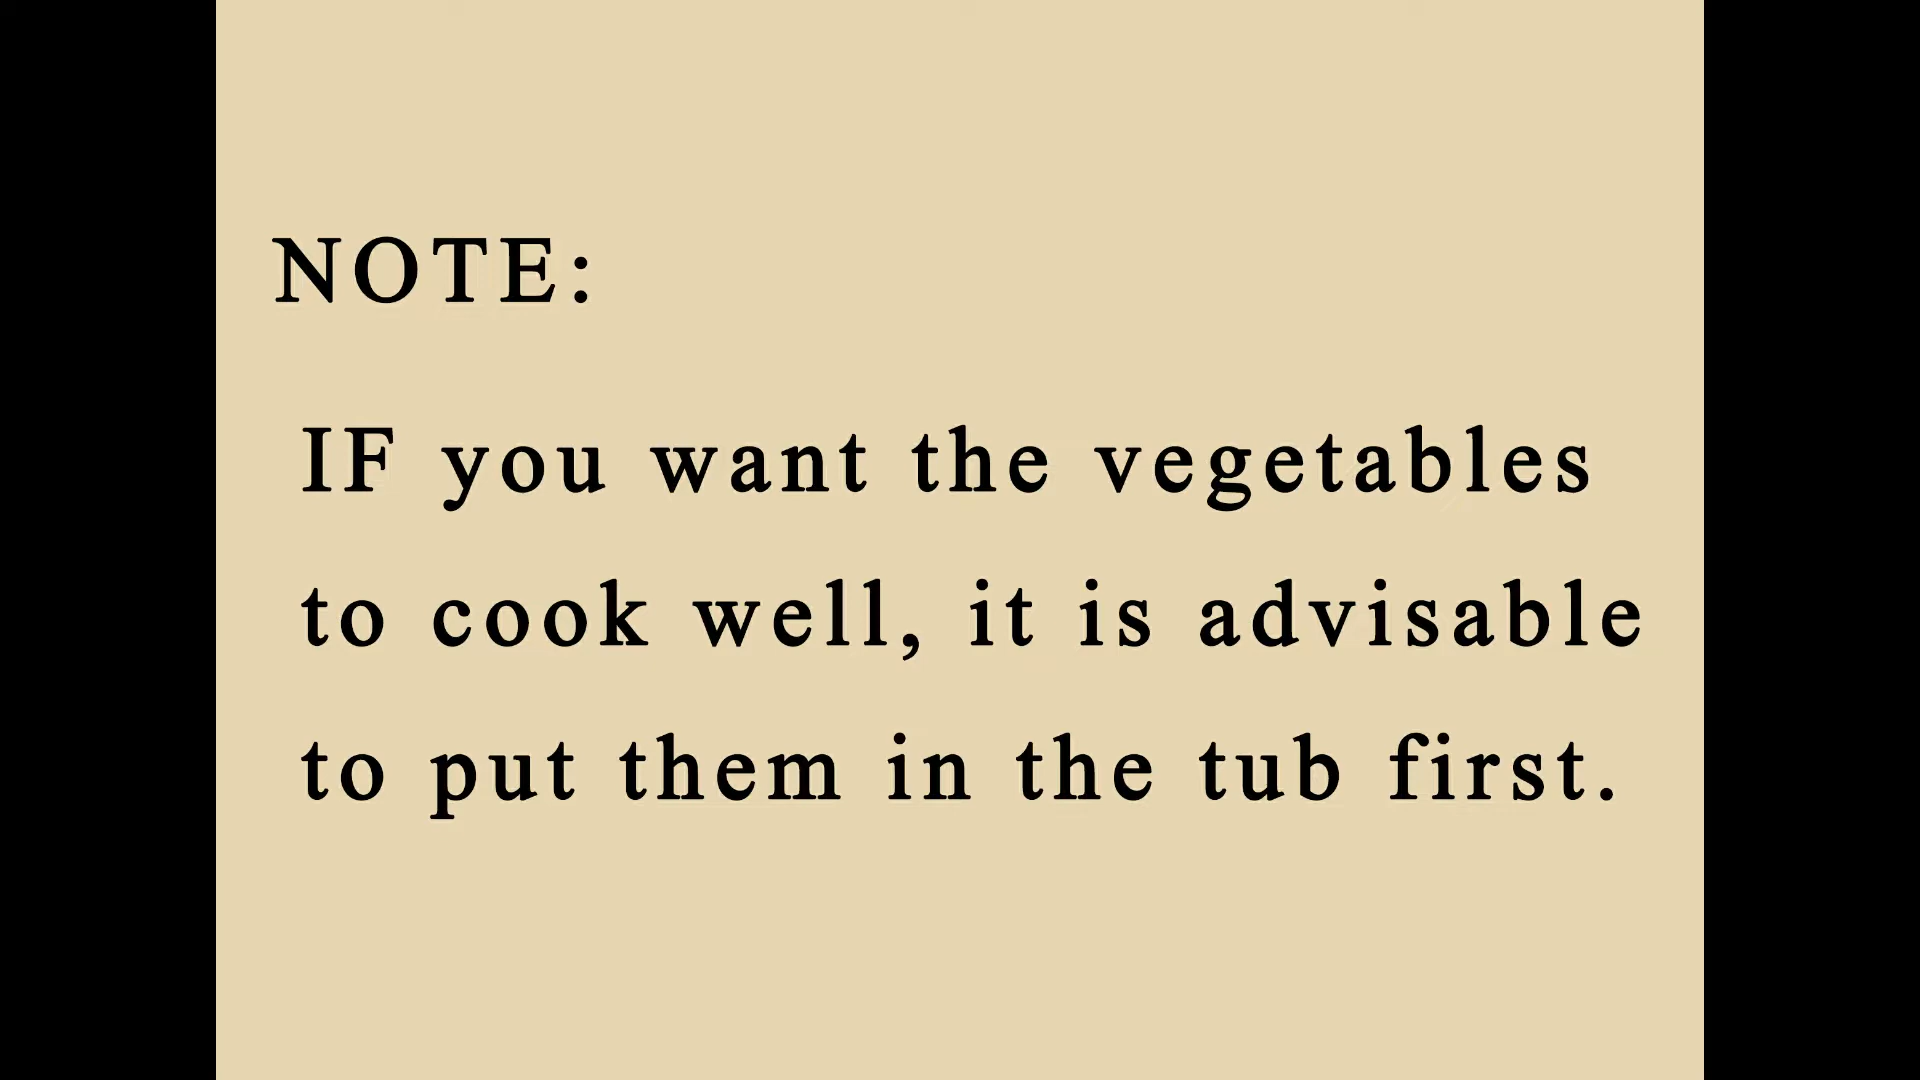 NOTE:
IF you want the vegetables
to cook well, it is advisable
to put them in the tub first.